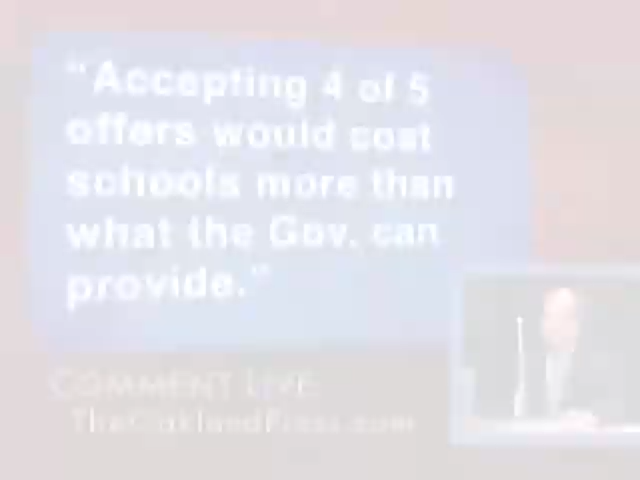 "Accepting 4 of 5
offers would cost
schools more than
what the Gov. can
provide."
COMMENT LIVE:
TheOaklandPress.com